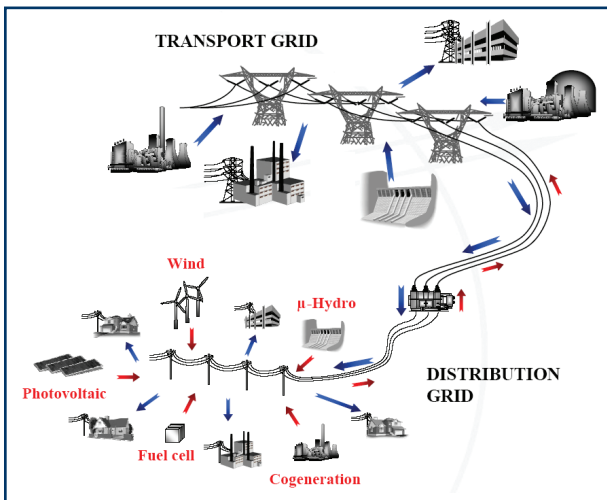 TRANSPORT GRID
Wind
µ-Hydro
Photovoltaic
DISTRIBUTION
GRID
Fuel cell
Cogeneration